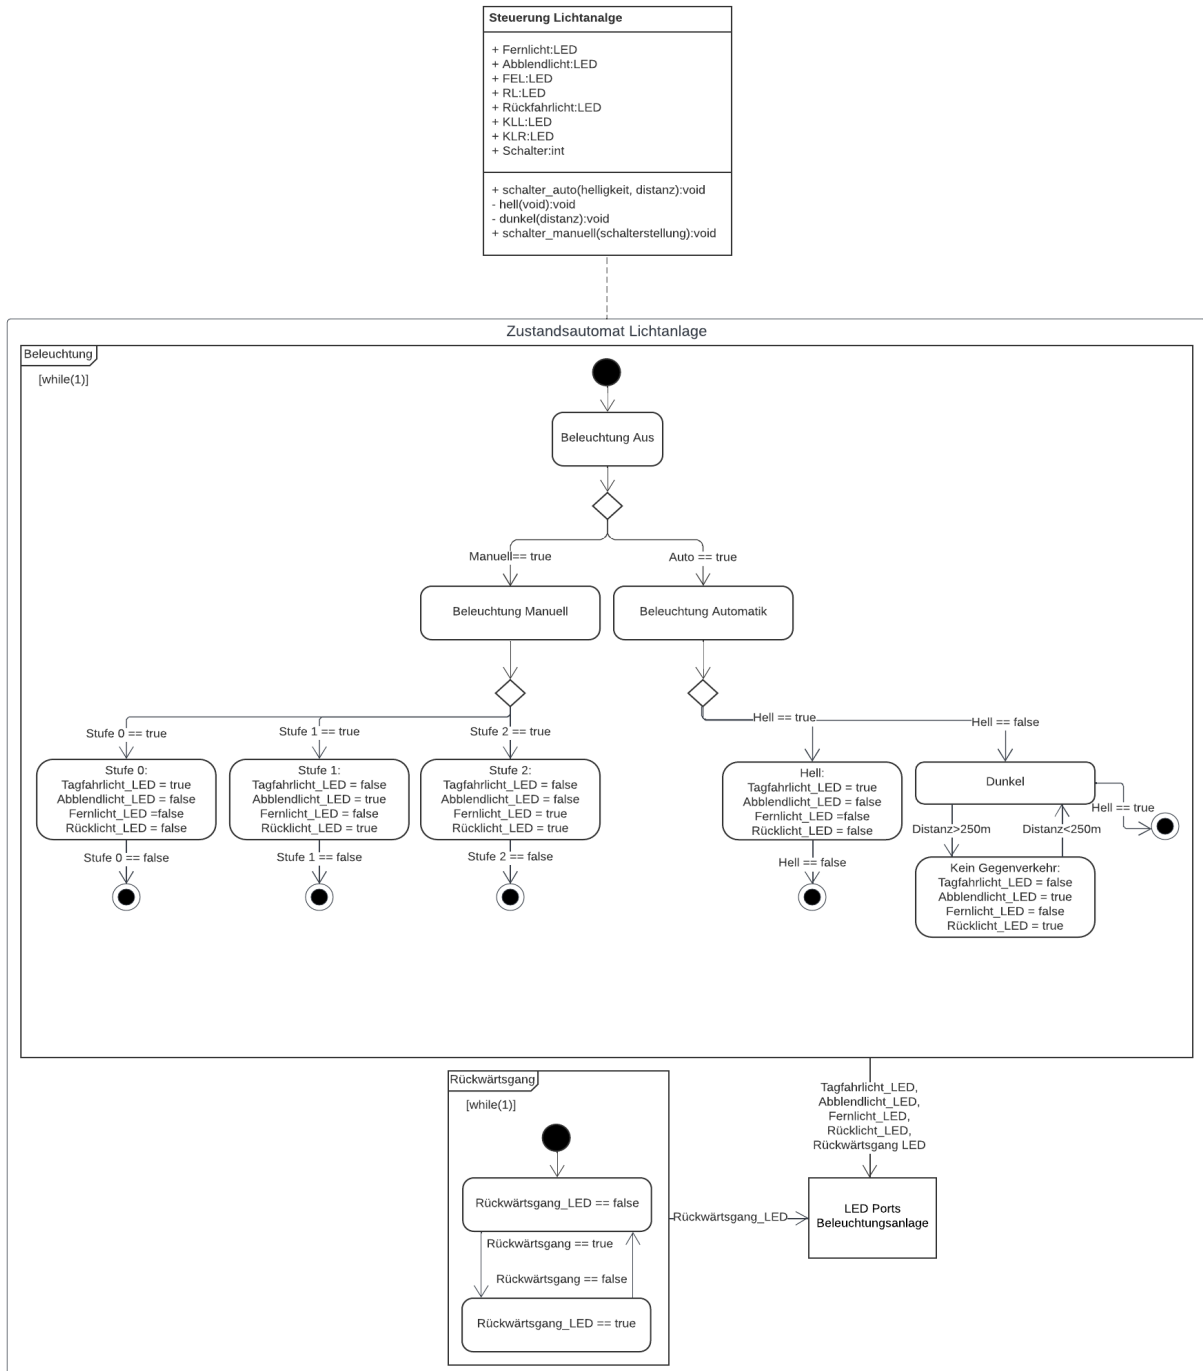 Steuerung Lichtanalge
+ Fernlicht:LED
+ Abblendlicht:LED
+ FEL:LED
+ RL:LED
+ Rückfahrlicht:LED
+ KLL:LED
+ KLR:LED
+ Schalter:int
+ schalter_auto(helligkeit, distanz):void
- hell(void):void
- dunkel(distanz):void
+ schalter_manuell(schalterstellung):void
Zustandsautomat Lichtanlage
Beleuchtung
[while(1)]
Beleuchtung Aus
Manuell== true
Auto == true
Beleuchtung Manuell
Beleuchtung Automatik
Stufe 0 == true
Stufe 1 == true
Stufe 2 == true
Hell == true
Hell == false
Stufe 0:
Tagfahrlicht_LED = true
Abblendlicht_LED = false
Fernlicht_LED =false
Rücklicht_LED = false
Stufe 1:
Tagfahrlicht_LED = false
Abblendlicht_LED = true
Fernlicht_LED = false
Rücklicht_LED = true
Stufe 2:
Tagfahrlicht_LED = false
Abblendlicht_LED = false
Fernlicht_LED = true
Rücklicht_LED = true
Hell:
Tagfahrlicht_LED = true
Abblendlicht_LED = false
Fernlicht_LED =false
Rücklicht_LED = false
Dunkel
Hell == true
Distanz>250m
Distanz<250m
Stufe 0 == false
Stufe 1 == false
Stufe 2 == false
Hell == false
Kein Gegenverkehr:
Tagfahrlicht_LED = false
Abblendlicht_LED = true
Fernlicht_LED = false
Rücklicht_LED = true
Rückwärtsgang
[while(1)]
Rückwärtsgang_LED == false
Rückwärtsgang == true
Rückwärtsgang == false
Rückwärtsgang_LED == true
Rückwärtsgang_LED
Tagfahrlicht_LED,
Abblendlicht_LED,
Fernlicht_LED,
Rücklicht_LED,
Rückwärtsgang LED
LED Ports
Beleuchtungsanlage